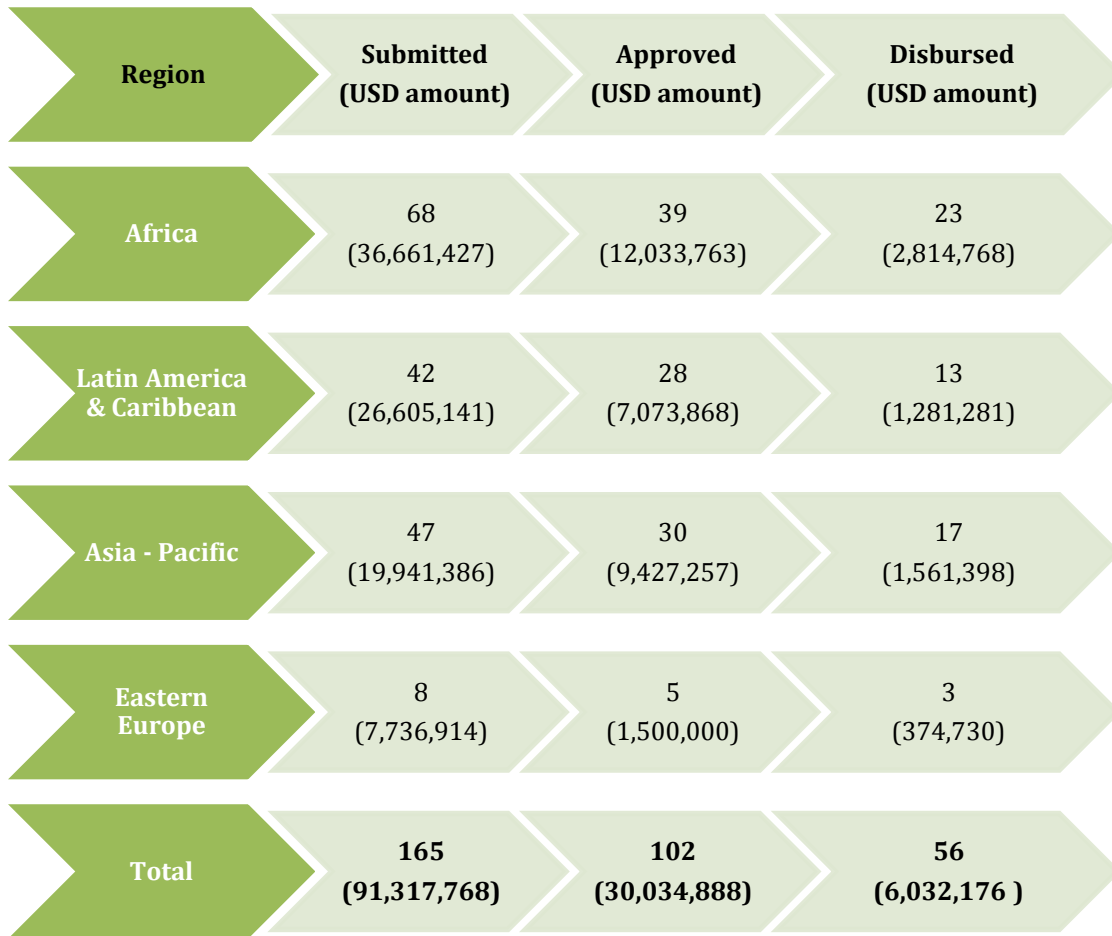 Region
Submitted
(USD amount)
Approved
(USD amount)
Disbursed
(USD amount)
Africa
68
(36,661,427)
39
(12,033,763)
23
(2,814,768)
Latin America
& Caribbean
42
(26,605,141)
28
(7,073,868)
13
(1,281,281)
Asia - Pacific
47
(19,941,386)
30
(9,427,257)
17
(1,561,398)
Eastern
Europe
8
(7,736,914)
5
(1,500,000)
3
(374,730)
Total
165
(91,317,768)
102
(30,034,888)
56
(6,032,176 )